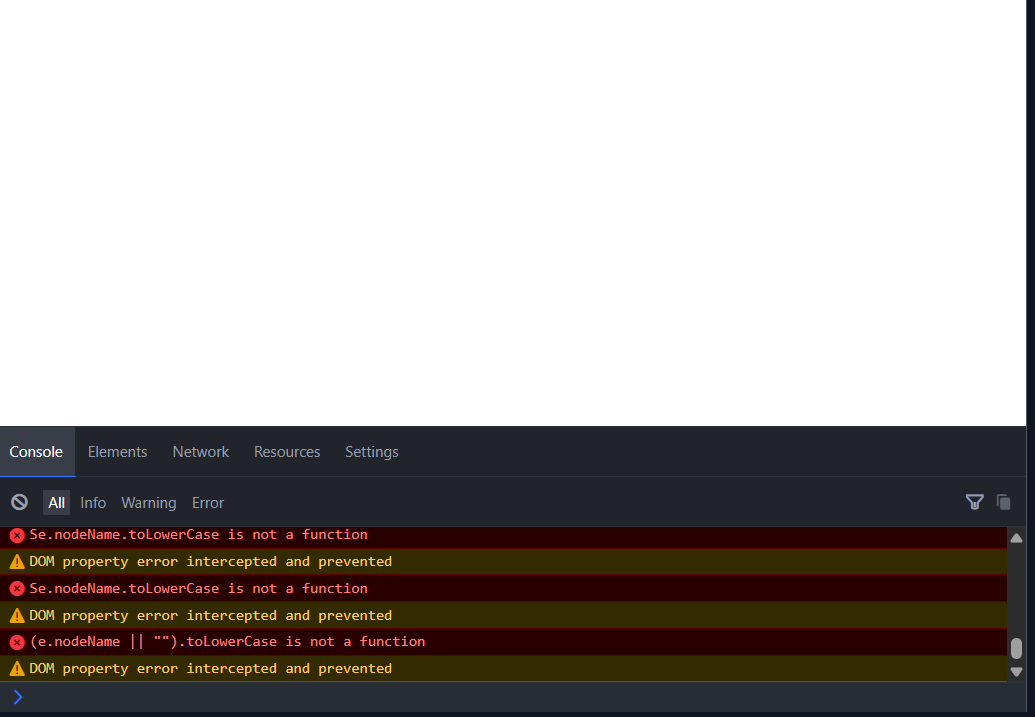 Console Elements Network Resources Settings
All Info Warning Error
Se.nodeName.toLowerCase is not a function
DOM property error intercepted and prevented
Se.nodeName.toLowerCase is not a function
DOM property error intercepted and prevented
(e.nodeName || "").toLowerCase is not a function
DOM property error intercepted and prevented